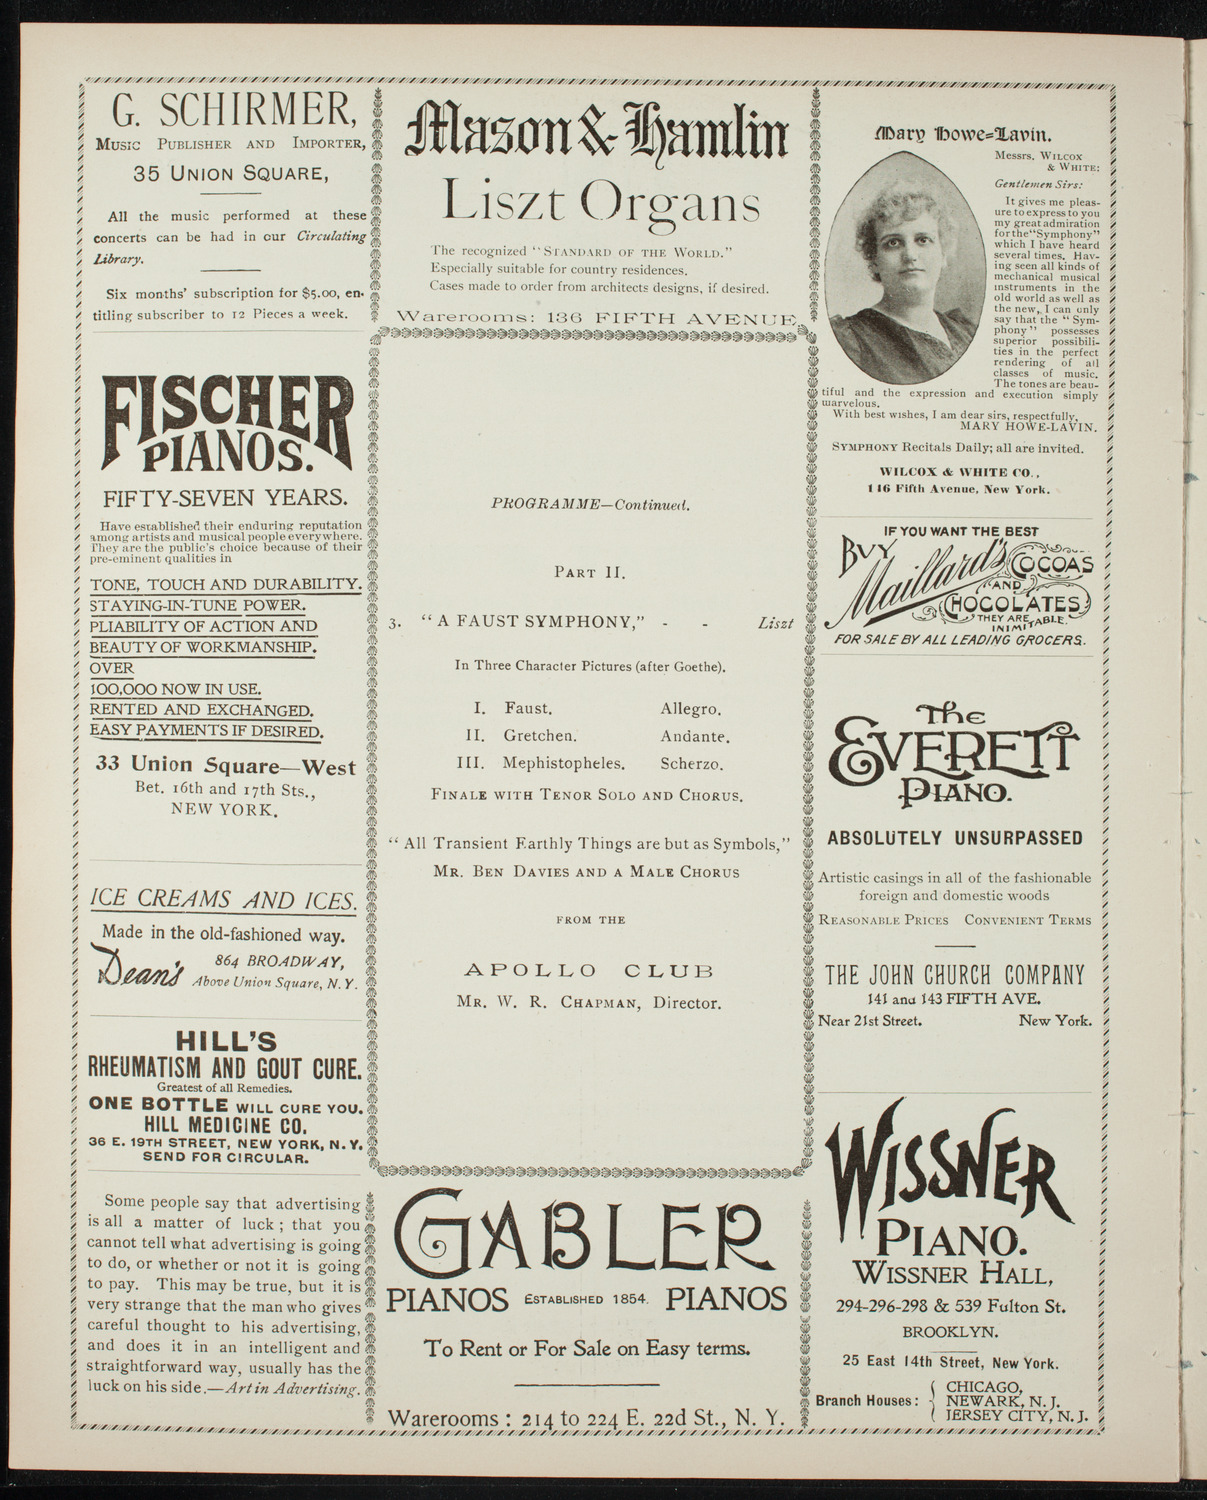 G. SCHIRMER,
MUSIC PUBLISHER AND IMPORTER,
35 UNION SQUARE,
All the music performed at these
concerts can be had in our Circulating
Library.
Six months' subscription for $5.00, en-
titling subscriber to 12 Pieces a week.
FISCHER
PIANOS.
FIFTY-SEVEN YEARS.
Have established their enduring reputation
among artists and musical people everywhere.
They are the public's choice because of their
pre-eminent qualities in
TONE, TOUCH AND DURABILITY.
STAYING-IN-TUNE POWER.
PLIABILITY OF ACTION AND
BEAUTY OF WORKMANSHIP.
OVER
100,000 NOW IN USE.
RENTED AND EXCHANGED.
EASY PAYMENTS IF DESIRED.
33 Union Square—West
Bet. 16th and 17th Sts.,
NEW YORK.
ICE CREAMS AND ICES.
Made in the old-fashioned way.
Dean's
864 BROADWAY,
Above Union Square, N. Y.
HILL'S
RHEUMATISM AND GOUT CURE.
Greatest of all Remedies.
ONE BOTTLE WILL CURE YOU.
HILL MEDICINE CO.
36 E. 19TH STREET, NEW YORK, N. Y.
SEND FOR CIRCULAR.
Some people say that advertising
is all a matter of luck; that you
cannot tell what advertising is going
to do, or whether or not it is going
to pay. This may be true, but it is
very strange that the man who gives
careful thought to his advertising,
and does it in an intelligent and
straightforward way, usually has the
luck on his side.—Art in Advertising.
Mason & Hamlin
Liszt Organs
The recognized "STANDARD OF THE WORLD."
Especially suitable for country residences.
Cases made to order from architects designs, if desired.
Warerooms: 136 FIFTH AVENUE.
PROGRAMME—Continued.
PART II.
3. "A FAUST SYMPHONY," - - Liszt
In Three Character Pictures (after Goethe).
I. Faust. Allegro.
II. Gretchen. Andante.
III. Mephistopheles. Scherzo.
FINALE WITH TENOR SOLO AND CHORUS.
"All Transient Earthly Things are but as Symbols,"
MR. BEN DAVIES AND A MALE CHORUS
FROM THE
APOLLO CLUB
MR. W. R. CHAPMAN, Director.
GABLER
PIANOS ESTABLISHED 1854. PIANOS
To Rent or For Sale on Easy terms.
Warerooms: 214 to 224 E. 22d St., N. Y.
Mary Howe=Lavin.
Messrs. WILCOX
& WHITE:
Gentlemen Sirs:
It gives me pleas-
ure to express to you
my great admiration
for the "Symphony"
which I have heard
several times. Hav-
ing seen all kinds of
mechanical musical
instruments in the
old world as well as
the new, I can only
say that the "Sym-
phony" possesses
superior possibili-
ties in the perfect
rendering of all
classes of music.
The tones are beau-
tiful and the expression and execution simply
marvelous.
With best wishes, I am dear sirs, respectfully,
MARY HOWE-LAVIN.
SYMPHONY Recitals Daily; all are invited.
WILCOX & WHITE CO.,
146 Fifth Avenue, New York.
IF YOU WANT THE BEST
BUY
Maillard's
COCOAS
AND
CHOCOLATES
THEY ARE
INIMITABLE.
FOR SALE BY ALL LEADING GROCERS.
The
EVERETT
PIANO.
ABSOLUTELY UNSURPASSED
Artistic casings in all of the fashionable
foreign and domestic woods
REASONABLE PRICES CONVENIENT TERMS
THE JOHN CHURCH COMPANY
141 and 143 FIFTH AVE.
Near 21st Street. New York.
WISSNER
PIANO.
WISSNER HALL,
294-296-298 & 539 Fulton St.
BROOKLYN.
25 East 14th Street, New York.
Branch Houses: { CHICAGO,
NEWARK, N. J.
JERSEY CITY, N. J.